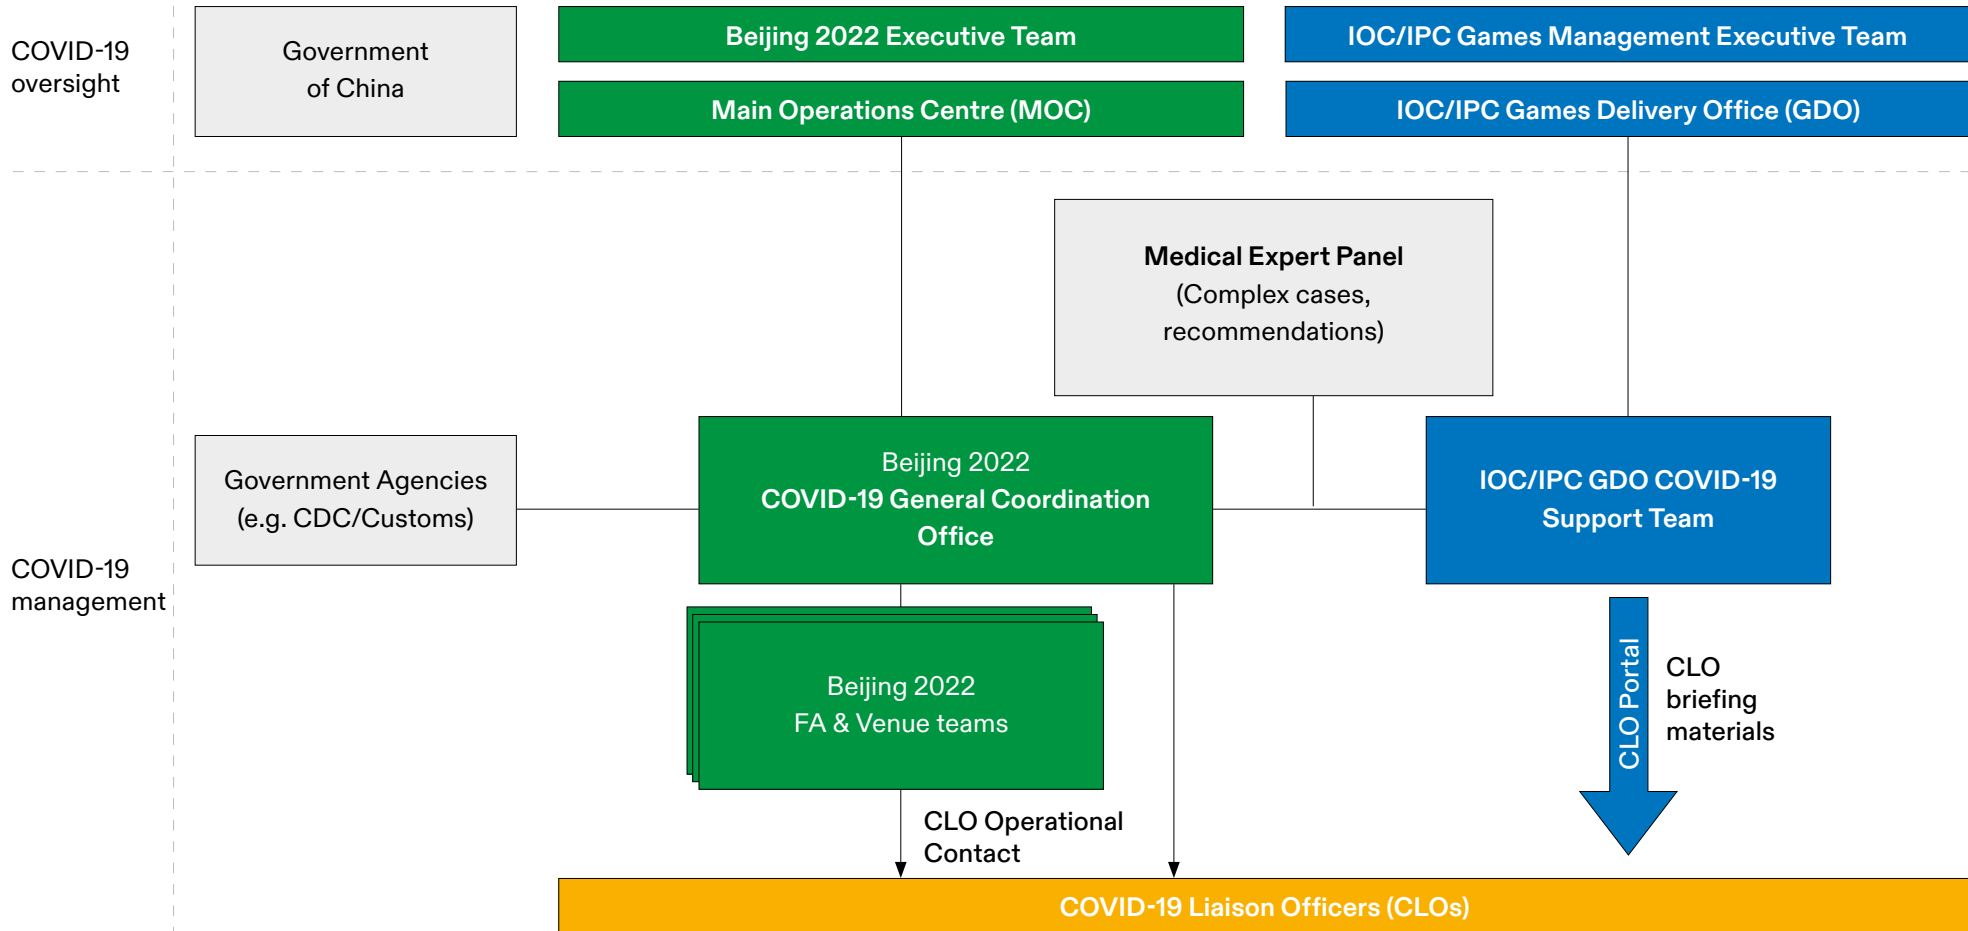 COVID-19
oversight
Government
of China
Beijing 2022 Executive Team
Main Operations Centre (MOC)
IOC/IPC Games Management Executive Team
IOC/IPC Games Delivery Office (GDO)
Medical Expert Panel
(Complex cases,
recommendations)
COVID-19
management
Government Agencies
(e.g. CDC/Customs)
Beijing 2022
COVID-19 General Coordination
Office
IOC/IPC GDO COVID-19
Support Team
Beijing 2022
FA & Venue teams
CLO Portal
CLO
briefing
materials
CLO Operational
Contact
COVID-19 Liaison Officers (CLOs)